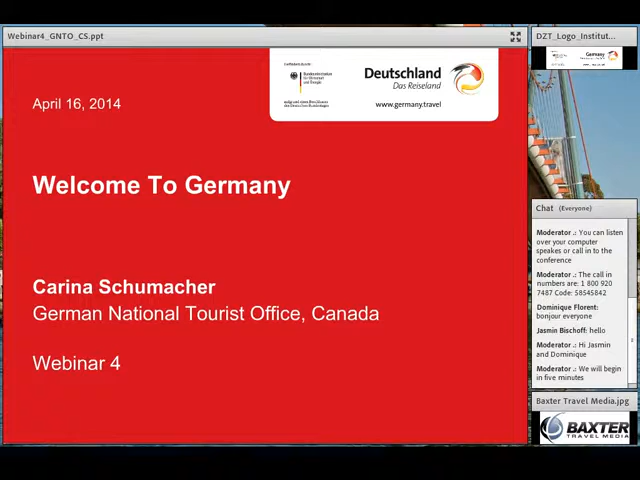 Webinar4_GNTO_CS.ppt
DZT_Logo_Institut...
April 16, 2014
Deutschland
Das Reiseland
www.germany.travel
Germany
Welcome To Germany
Carina Schumacher
German National Tourist Office, Canada
Webinar 4
Chat (Everyone)
Moderator .: You can listen
over your computer
speakes or call in to the
conference
Moderator .: The call in
numbers are: 1 800 920
7487 Code: 58545842
Dominique Florent:
bonjour everyone
Jasmin Bischoff: hello
Moderator .: Hi Jasmin
and Dominique
Moderator .: We will begin
in five minutes
Baxter Travel Media.jpg
BAXTER
TRAVEL MEDIA